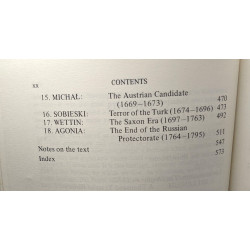 xx CONTENTS
15. MICHAŁ: The Austrian Candidate
(1669–1673) 470
16. SOBIESKI: Terror of the Turk (1674–1696) 473
17. WETTIN: The Saxon Era (1697–1763) 492
18. AGONIA: The End of the Russian
Protectorate (1764–1795) 511
Notes on the text 547
Index 573